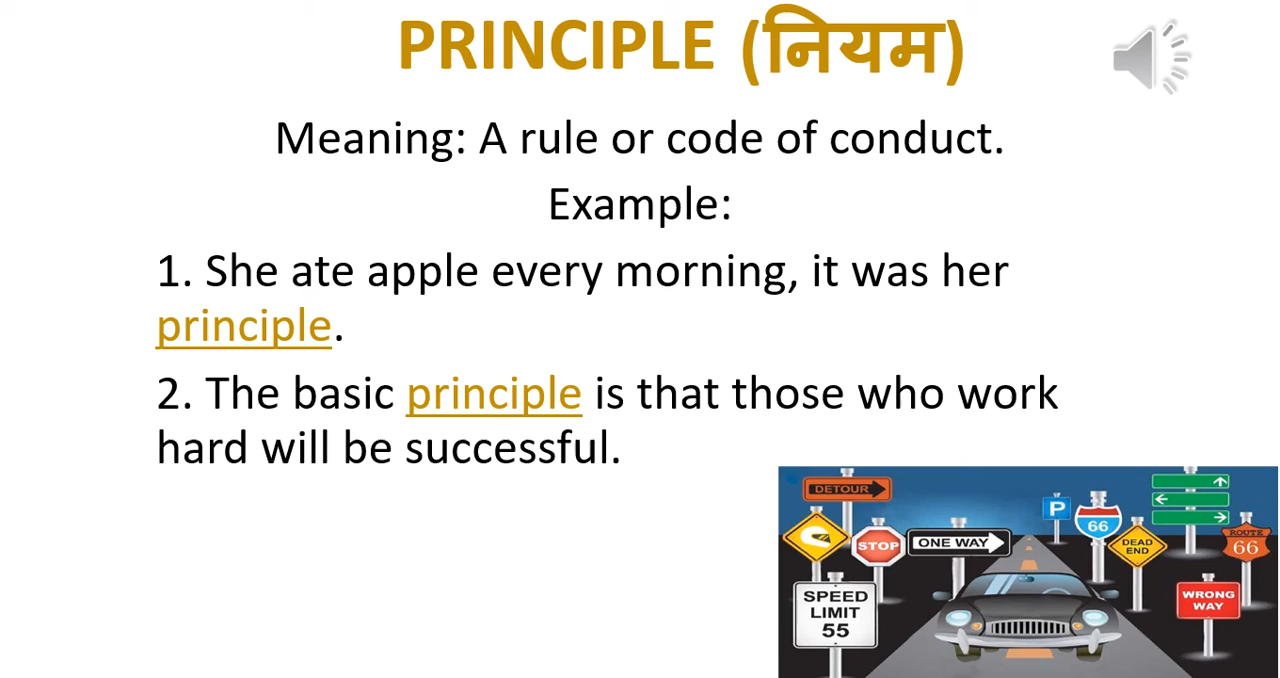 PRINCIPLE (नियम)
Meaning: A rule or code of conduct.
Example:
1. She ate apple every morning, it was her
principle.
2. The basic principle is that those who work
hard will be successful.
DETOUR
P
66
STOP
ONE WAY
DEAD
END
ROUTE
66
SPEED
LIMIT
55
WRONG
WAY